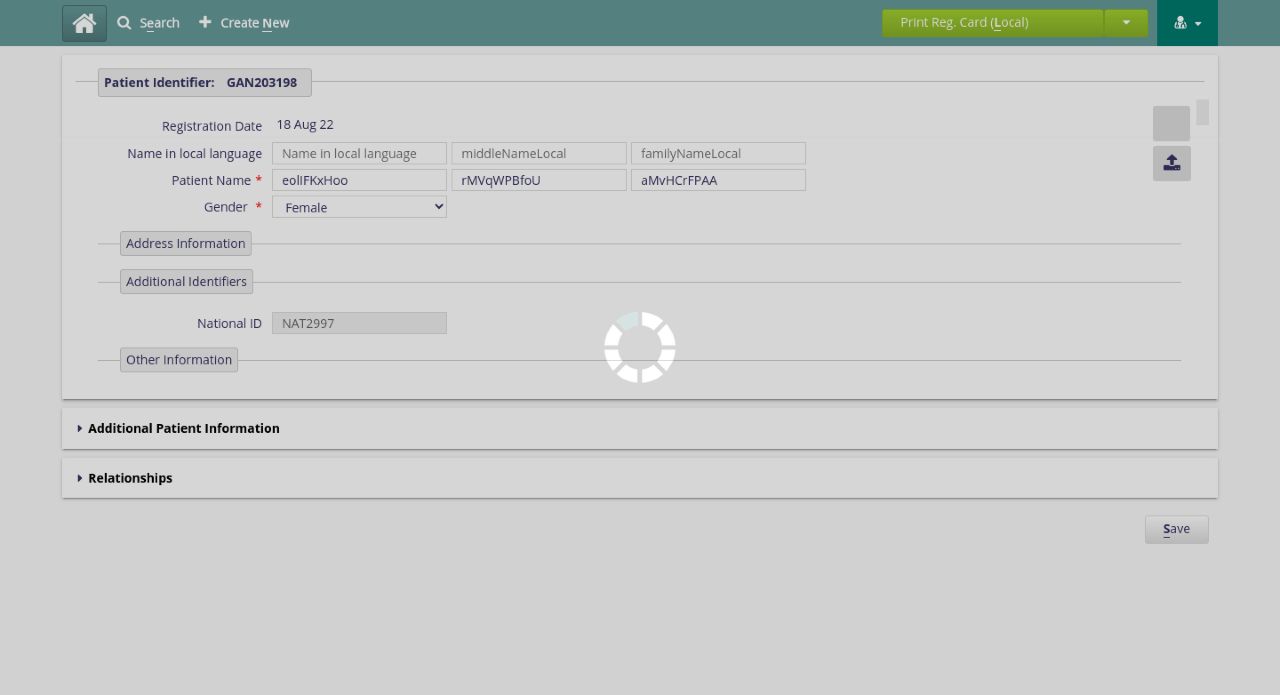 Search Create New Print Reg. Card (Local)
Patient Identifier: GAN203198
Registration Date 18 Aug 22
Name in local language Name in local language middleNameLocal familyNameLocal
Patient Name * eolIFKxHoo rMVqWPBfoU aMvHCrFPAA
Gender * Female
Address Information
Additional Identifiers
National ID NAT2997
Other Information
Additional Patient Information
Relationships
Save